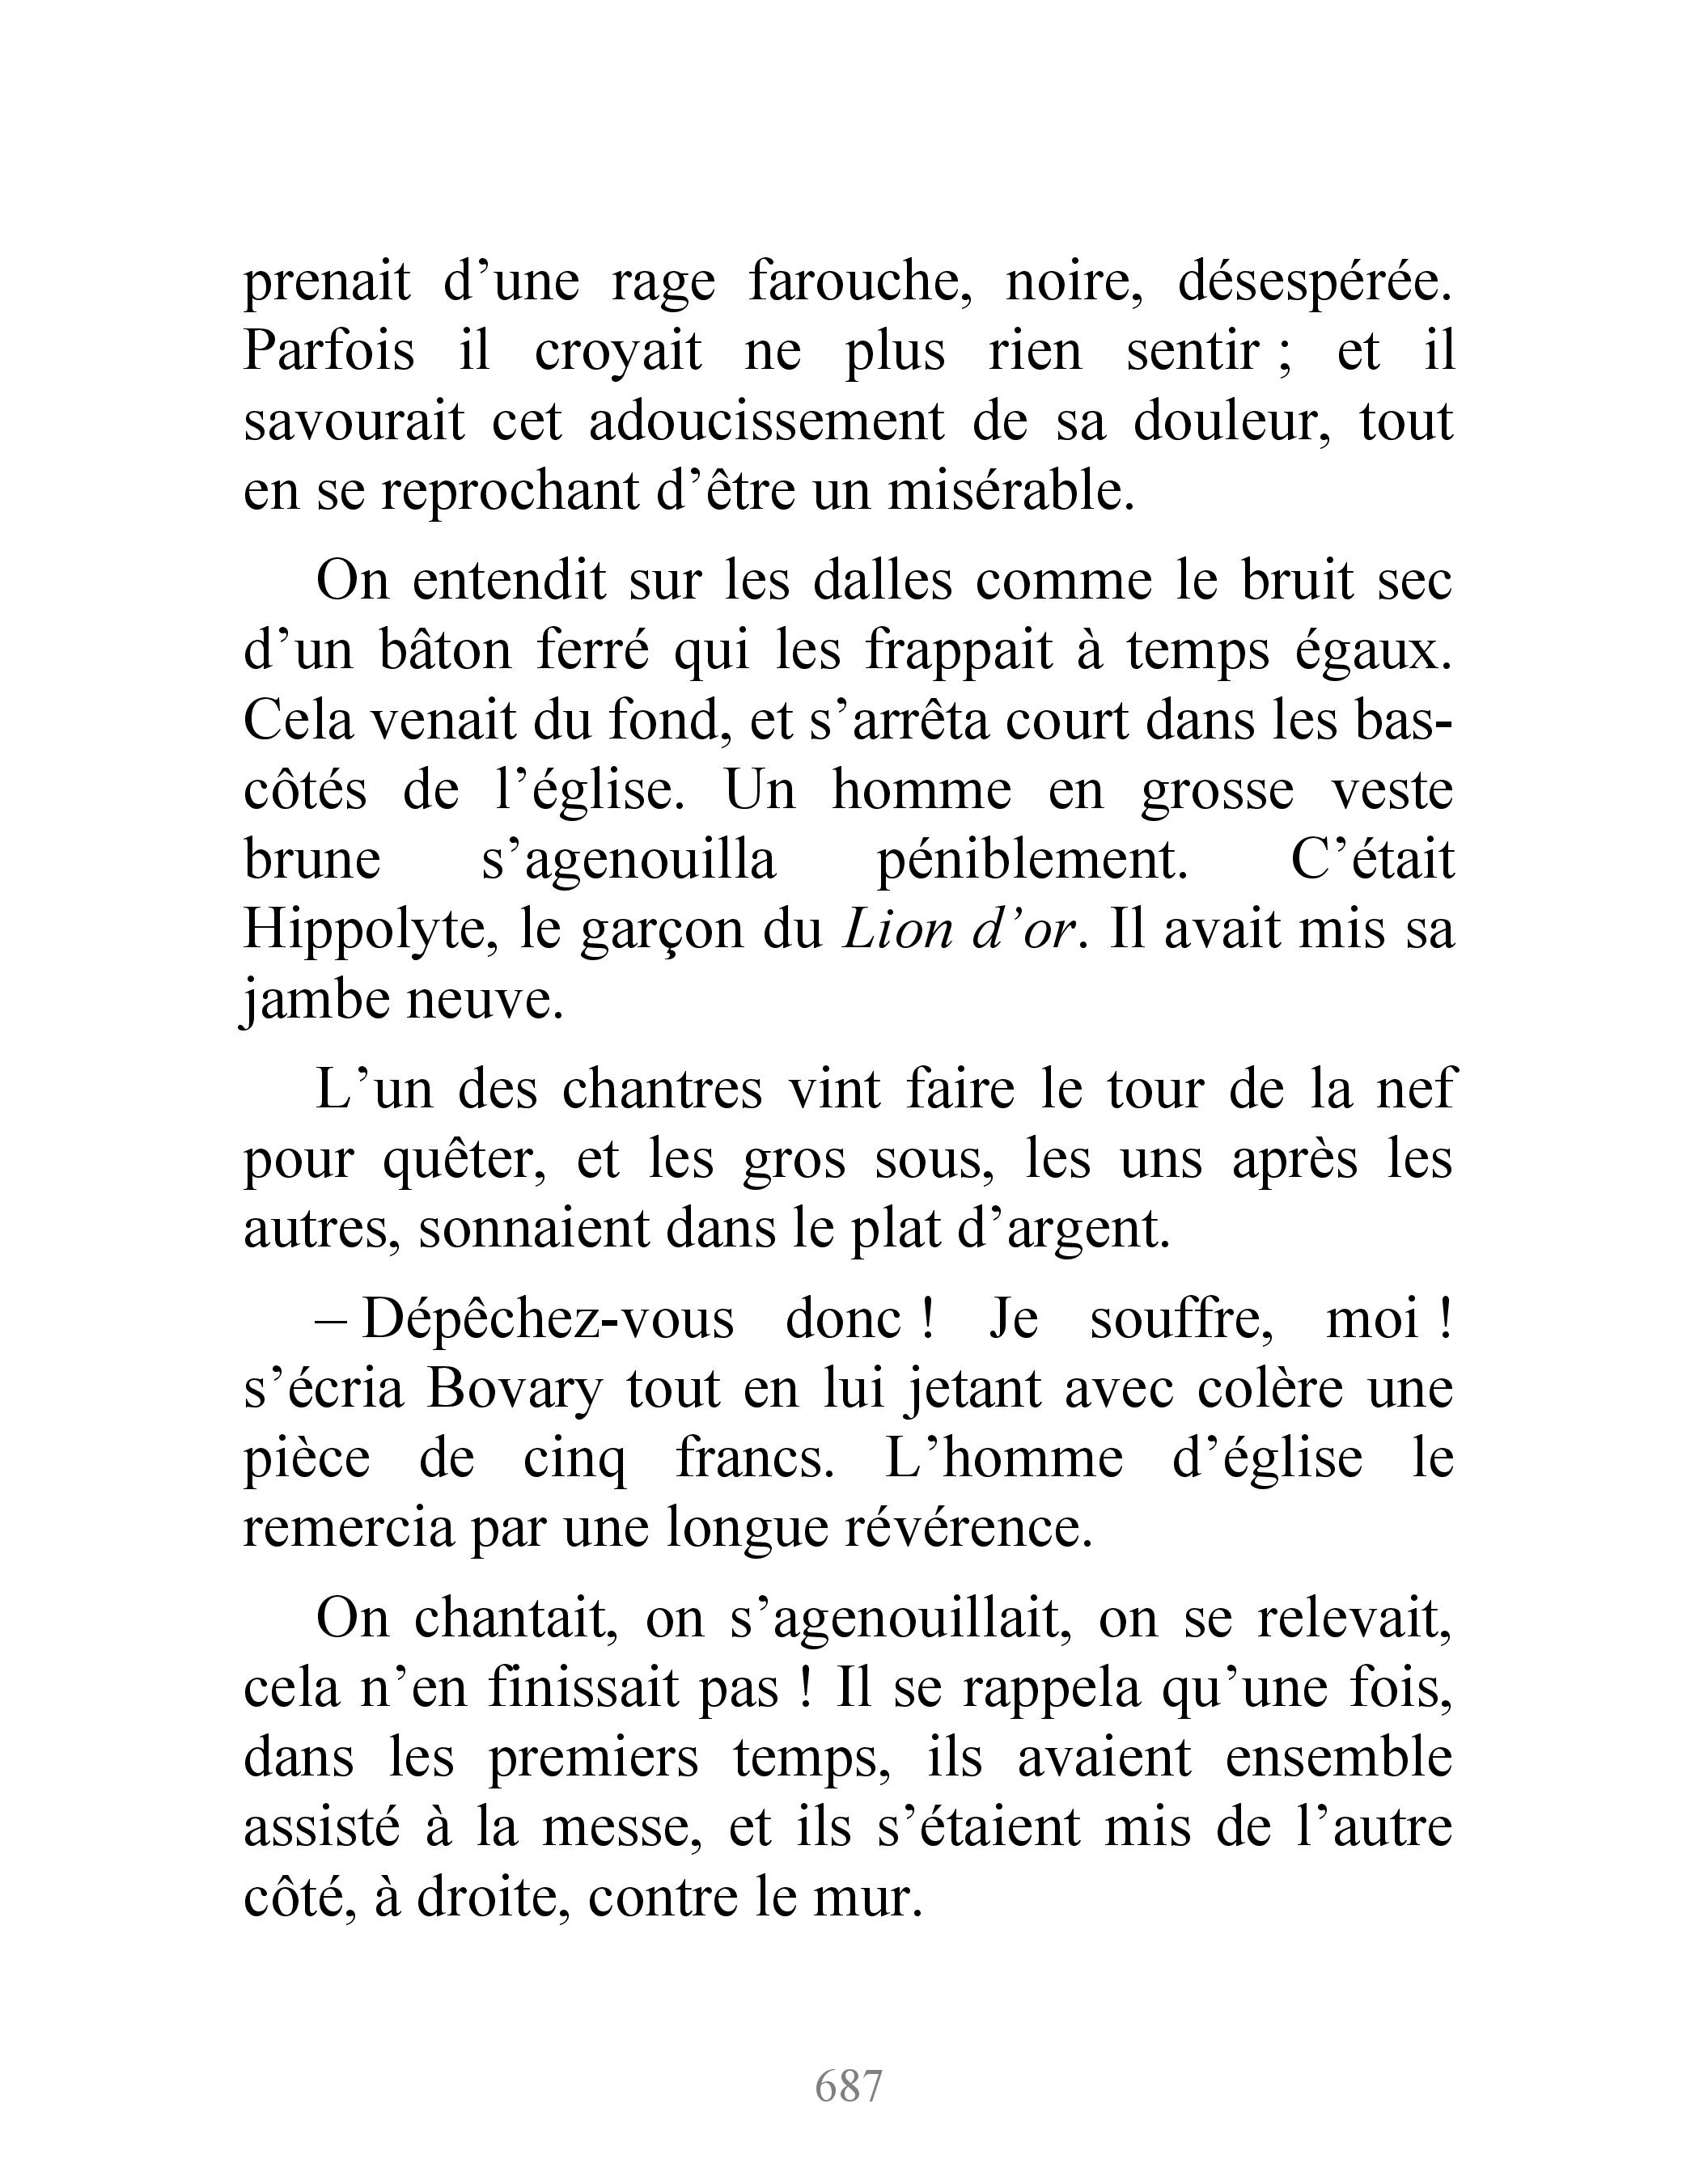 prenait d’une rage farouche, noire, désespérée.
Parfois il croyait ne plus rien sentir ; et il
savourait cet adoucissement de sa douleur, tout
en se reprochant d’être un misérable.
On entendit sur les dalles comme le bruit sec
d’un bâton ferré qui les frappait à temps égaux.
Cela venait du fond, et s’arrêta court dans les bas-
côtés de l’église. Un homme en grosse veste
brune s’agenouilla péniblement. C’était
Hippolyte, le garçon du Lion d’or. Il avait mis sa
jambe neuve.
L’un des chantres vint faire le tour de la nef
pour quêter, et les gros sous, les uns après les
autres, sonnaient dans le plat d’argent.
– Dépêchez-vous donc ! Je souffre, moi !
s’écria Bovary tout en lui jetant avec colère une
pièce de cinq francs. L’homme d’église le
remercia par une longue révérence.
On chantait, on s’agenouillait, on se relevait,
cela n’en finissait pas ! Il se rappela qu’une fois,
dans les premiers temps, ils avaient ensemble
assisté à la messe, et ils s’étaient mis de l’autre
côté, à droite, contre le mur.
687